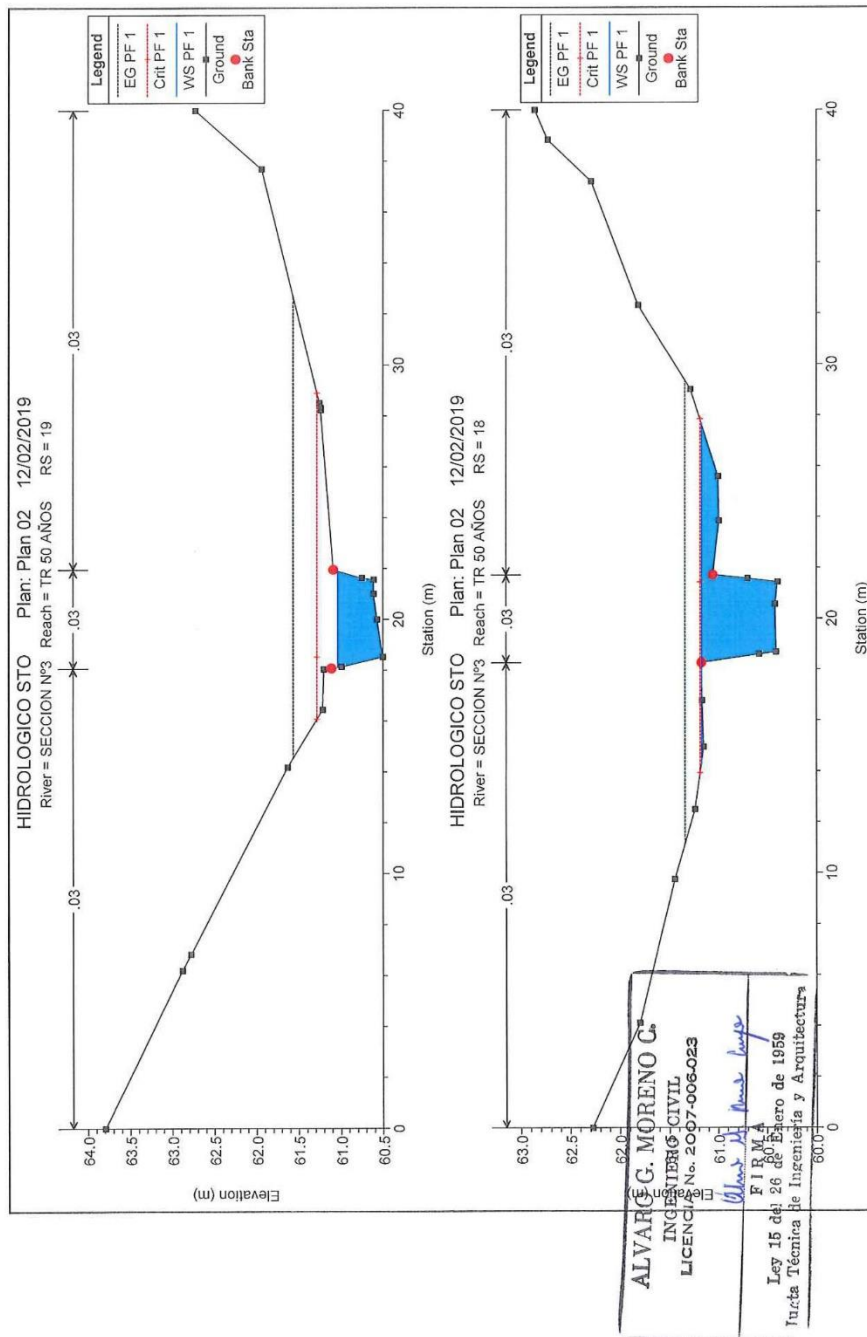 HIDROLOGICO STO Plan: Plan 02 12/02/2019
River = SECCION Nº3 Reach = TR 50 AÑOS RS = 19
.03
.03
.03
Legend
EG PF 1
Crit PF 1
WS PF 1
Ground
Bank Sta
64.0
63.5
63.0
62.5
62.0
61.5
61.0
60.5
Elevation (m)
0
10
20
30
40
Station (m)
HIDROLOGICO STO Plan: Plan 02 12/02/2019
River = SECCION Nº3 Reach = TR 50 AÑOS RS = 18
.03
.03
.03
Legend
EG PF 1
Crit PF 1
WS PF 1
Ground
Bank Sta
63.0
62.5
62.0
61.5
61.0
60.5
60.0
Elevation (m)
0
10
20
30
40
Station (m)
ALVARO G. MORENO C.
INGENIERO CIVIL
LICENCIA No. 2007-006-023
FIRMA
Ley 15 del 26 de Enero de 1959
Junta Técnica de Ingeniería y Arquitectura